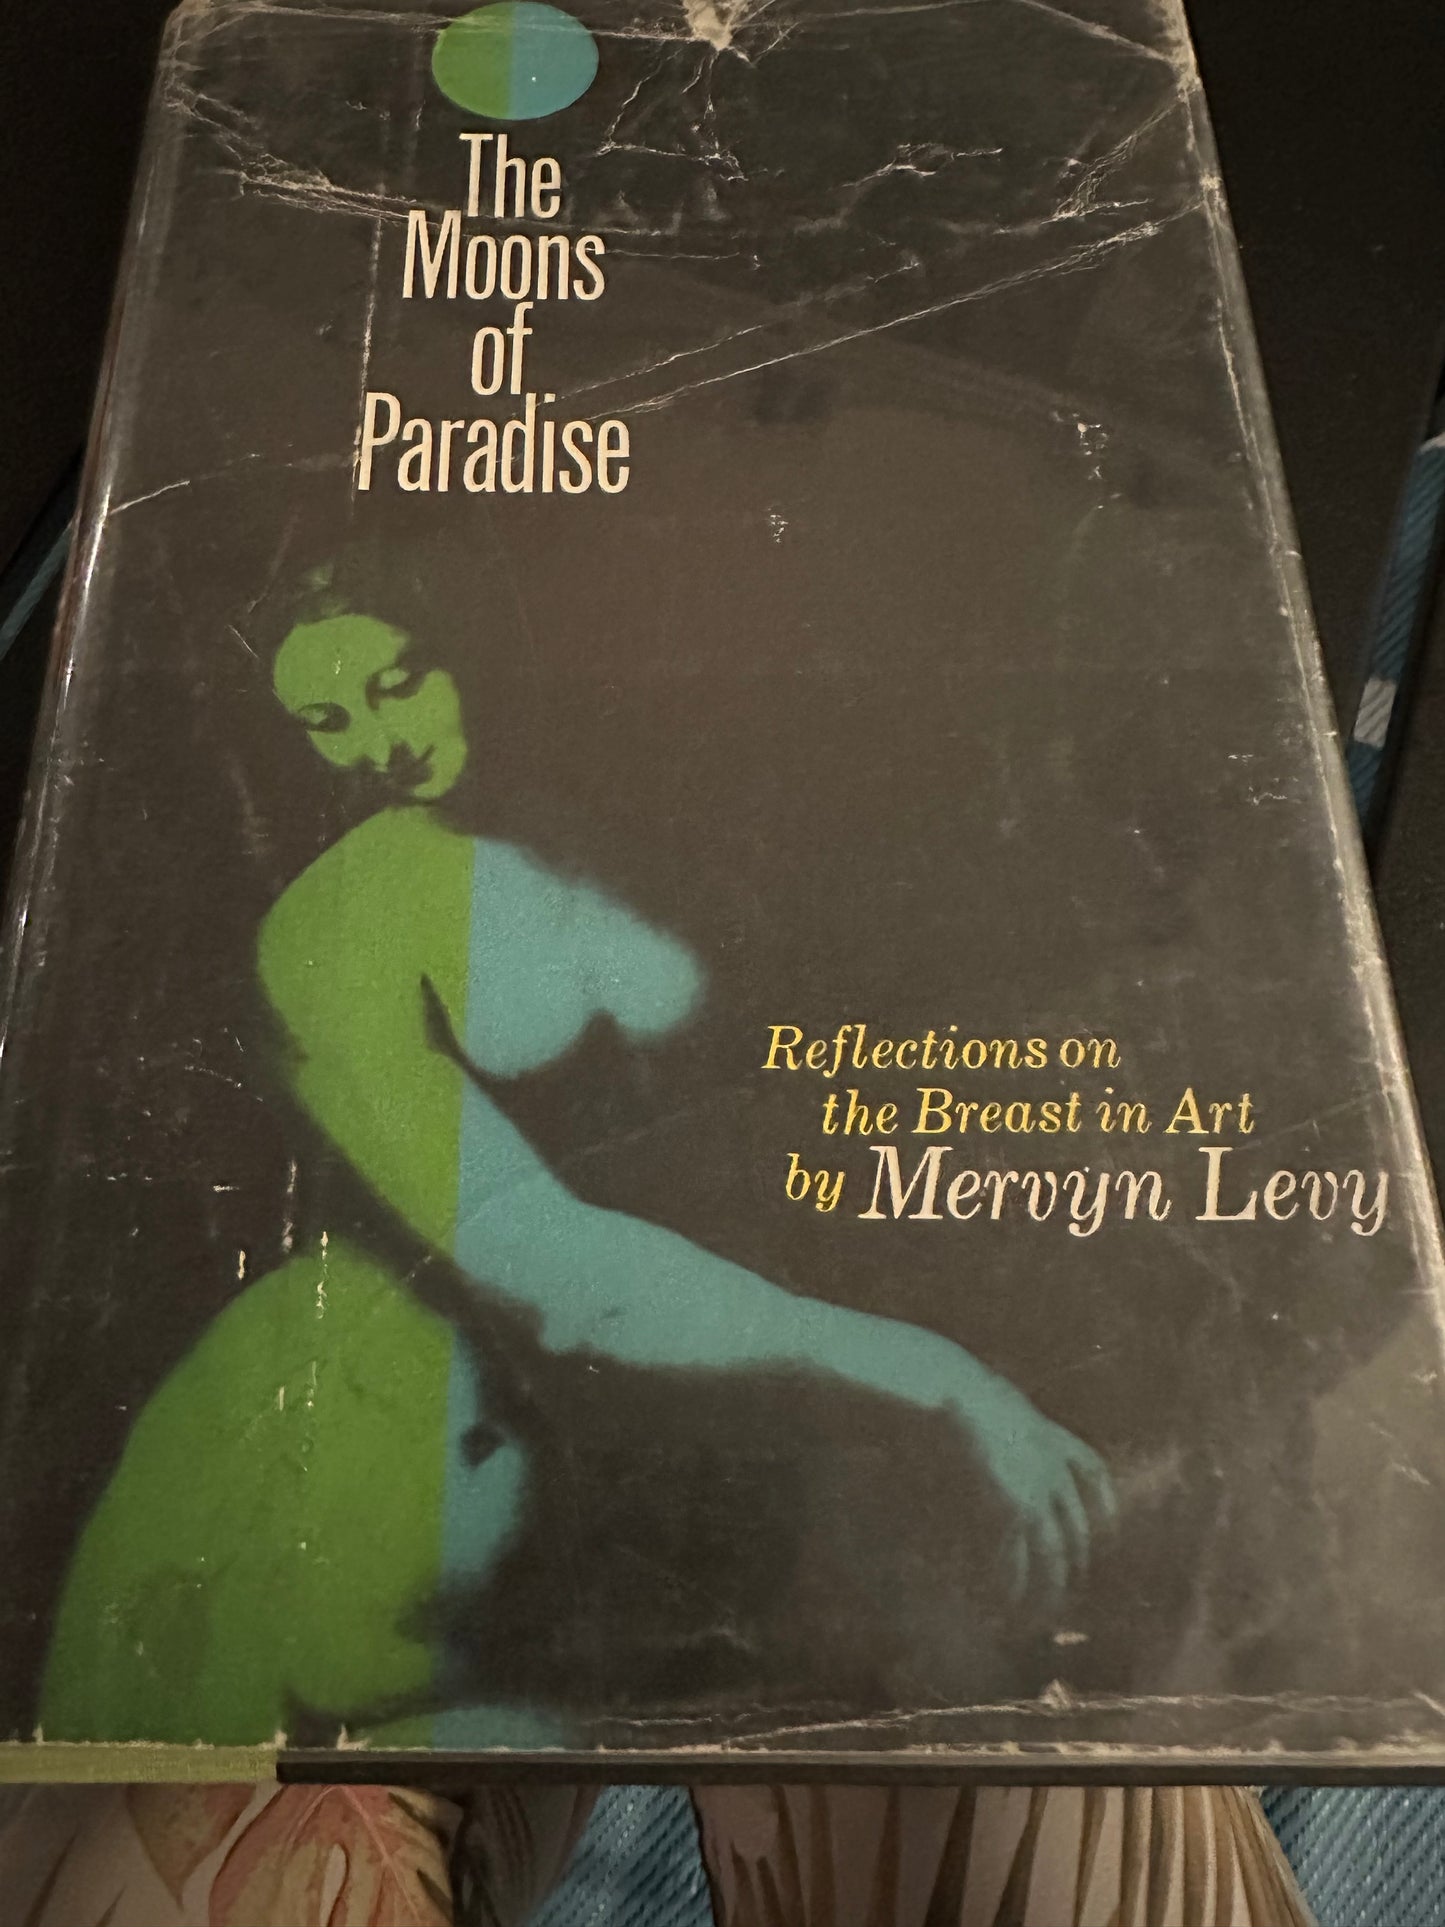 The
Moons
of
Paradise
Reflections on
the Breast in Art
by Mervyn Levy